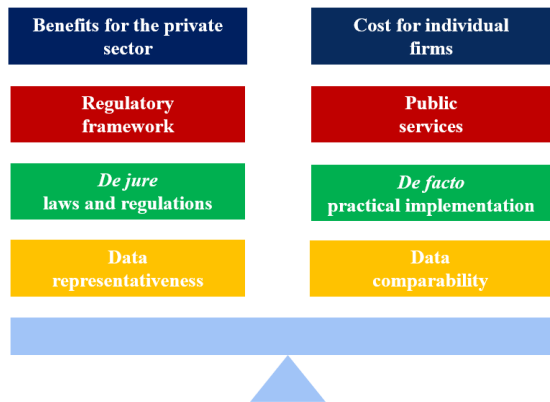 Benefits for the private
sector
Cost for individual
firms
Regulatory
framework
Public
services
De jure
laws and regulations
De facto
practical implementation
Data
representativeness
Data
comparability